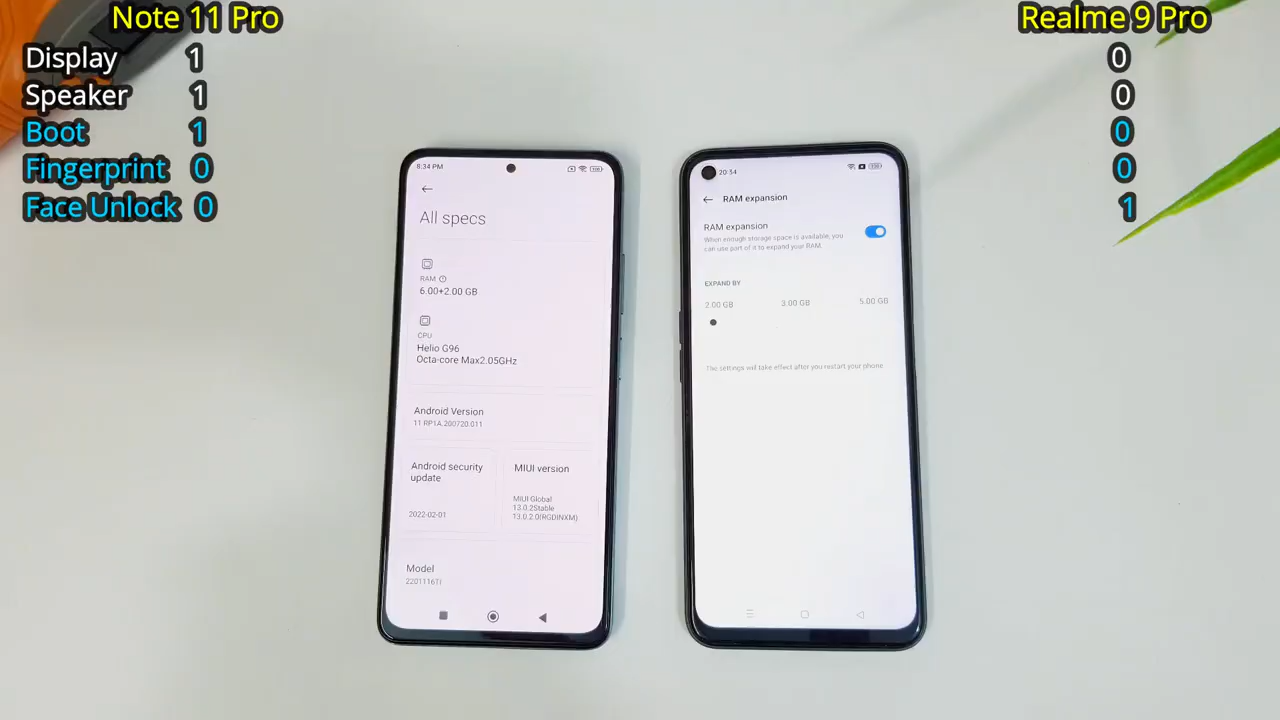 Note 11 Pro
Display 1
Speaker 1
Boot 1
Fingerprint 0
Face Unlock 0
Realme 9 Pro
0
0
0
0
1
8:34 PM
All specs
RAM
6.00+2.00 GB
CPU
Helio G96
Octa-core Max2.05GHz
Android Version
11 RP1A.200720.011
Android security
update
2022-02-01
MIUI version
MIUI Global
13.0.2Stable
13.0.2.0(RGDINXM)
Model
2201116TI
20:34
RAM expansion
RAM expansion
When enough storage space is available, you
can use part of it to expand your RAM.
EXPAND BY
2.00 GB 3.00 GB 5.00 GB
The settings will take effect after you restart your phone